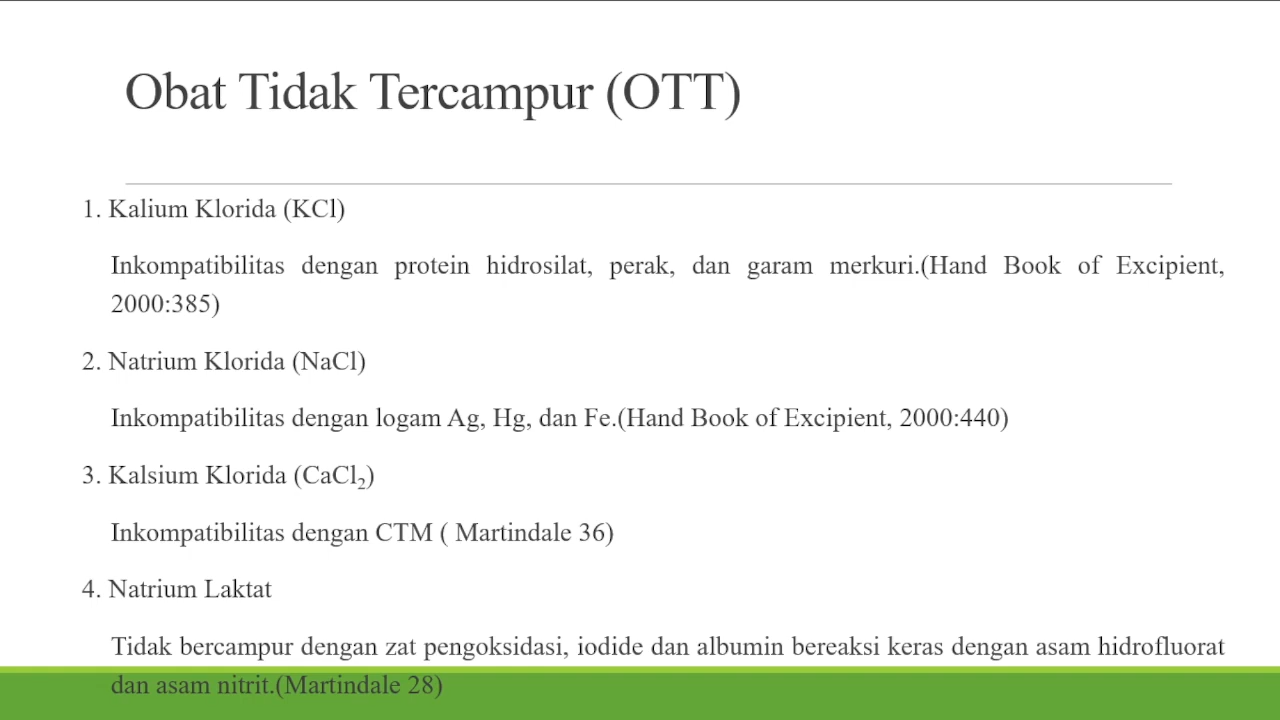 Obat Tidak Tercampur (OTT)
1. Kalium Klorida (KCl)
Inkompatibilitas dengan protein hidrosilat, perak, dan garam merkuri.(Hand Book of Excipient,
2000:385)
2. Natrium Klorida (NaCl)
Inkompatibilitas dengan logam Ag, Hg, dan Fe.(Hand Book of Excipient, 2000:440)
3. Kalsium Klorida (CaCl₂)
Inkompatibilitas dengan CTM ( Martindale 36)
4. Natrium Laktat
Tidak bercampur dengan zat pengoksidasi, iodide dan albumin bereaksi keras dengan asam hidrofluorat
dan asam nitrit.(Martindale 28)